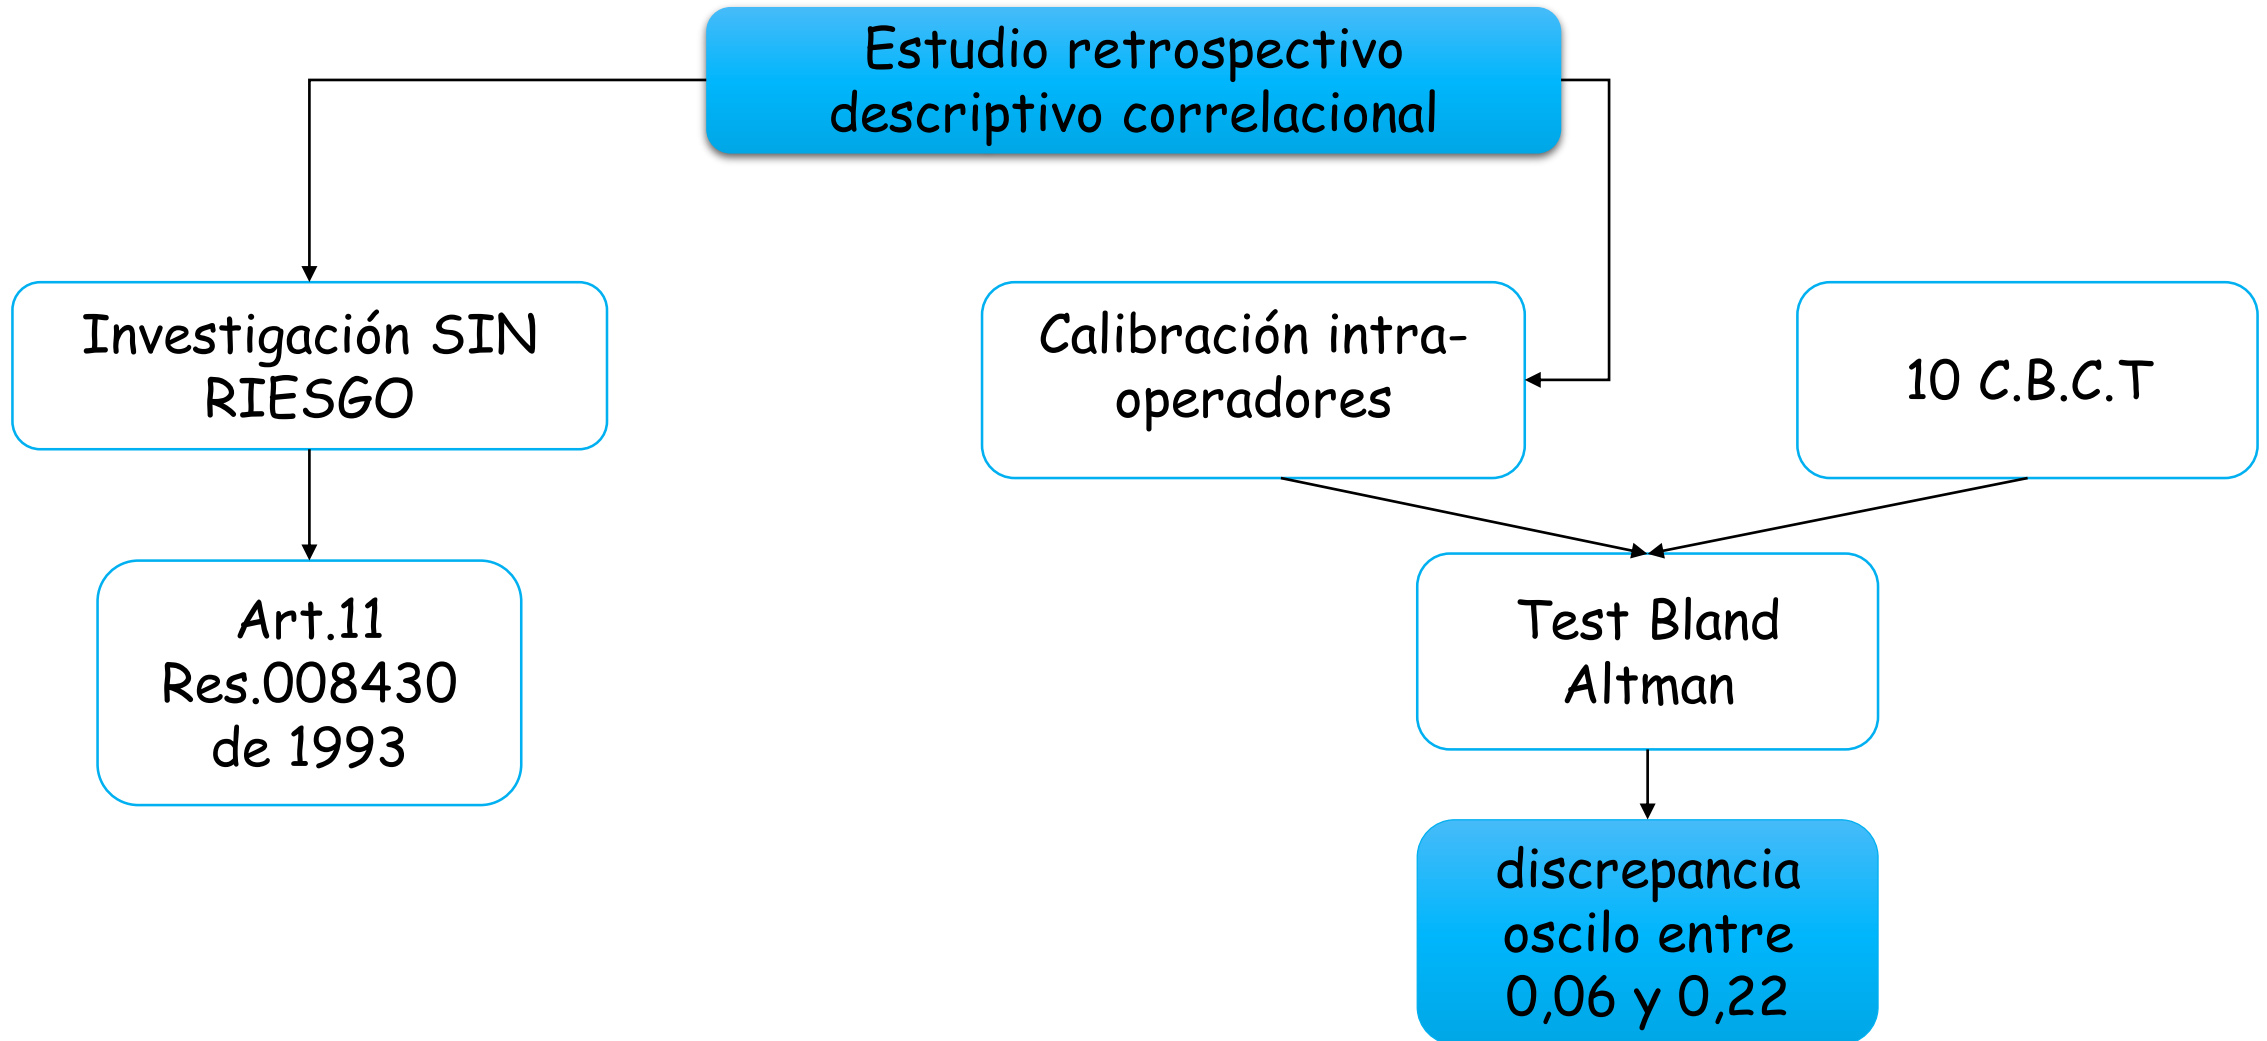 Estudio retrospectivo
descriptivo correlacional
Investigación SIN
RIESGO
Calibración intra-
operadores
10 C.B.C.T
Art.11
Res.008430
de 1993
Test Bland
Altman
discrepancia
oscilo entre
0,06 y 0,22